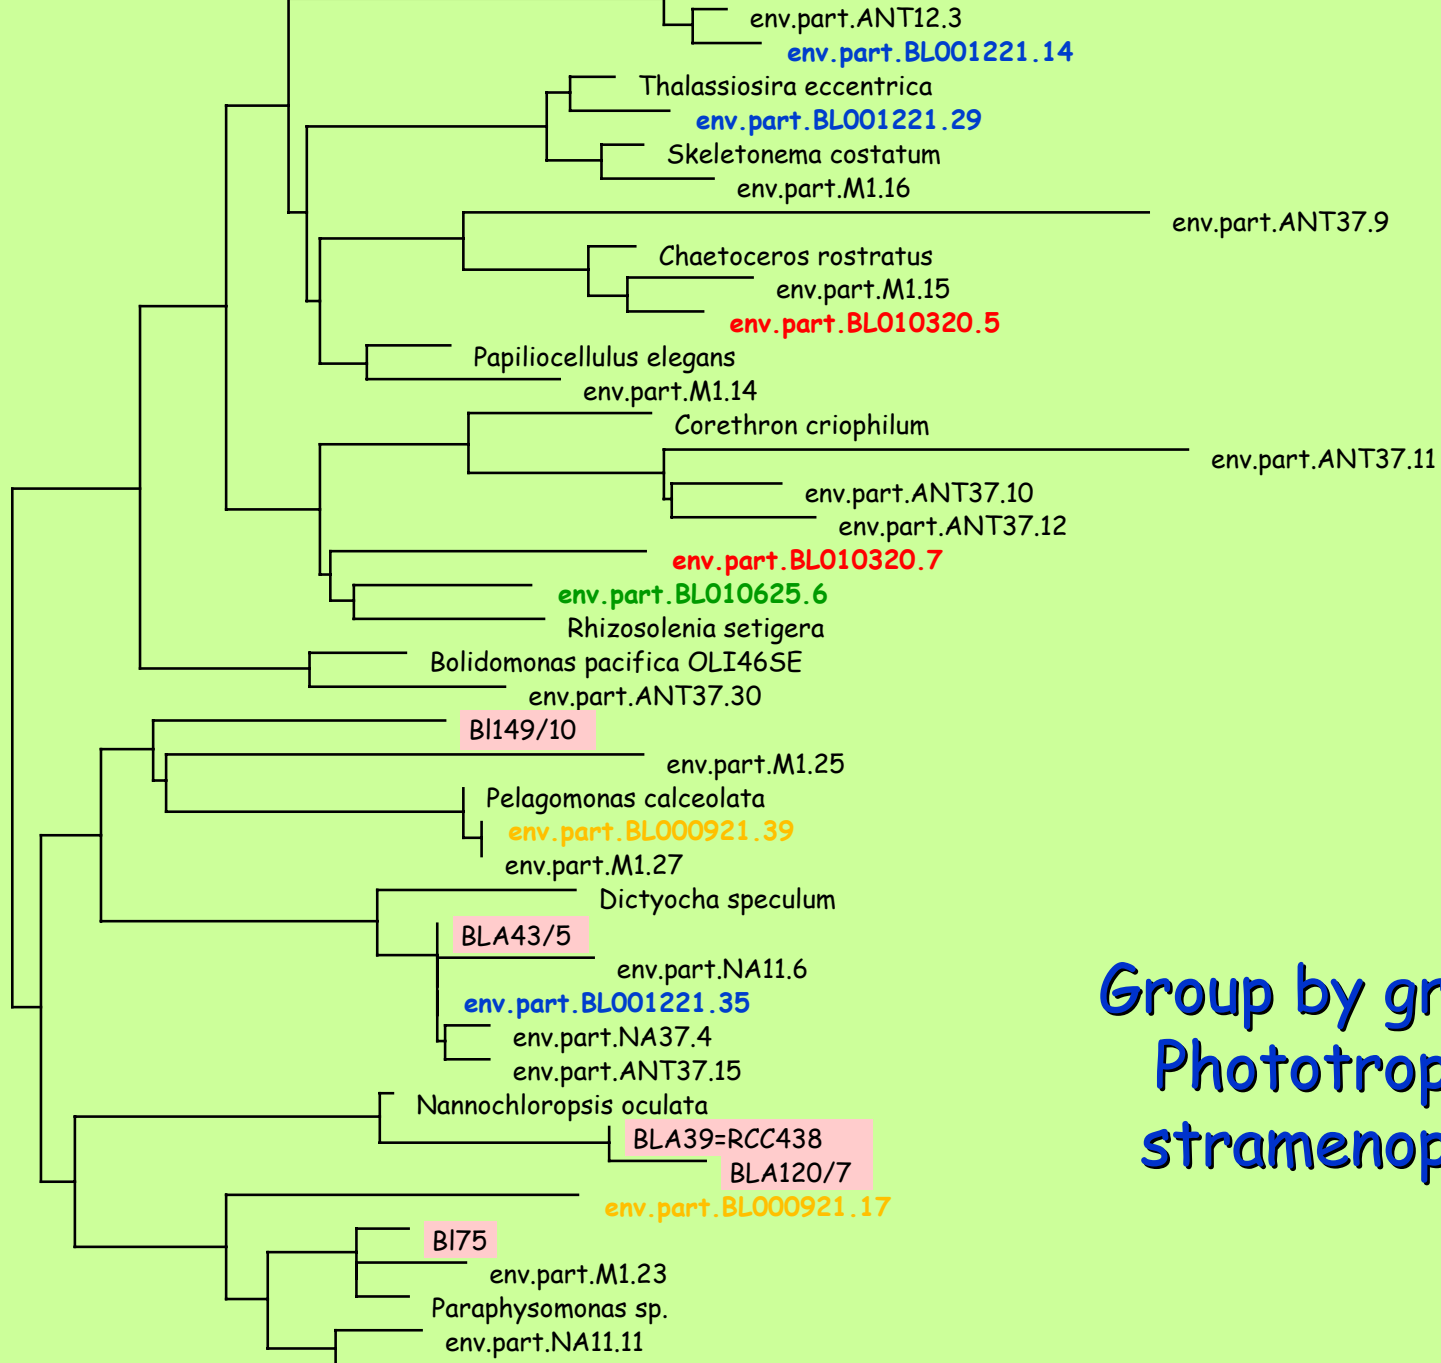 env.part.ANT12.3
env.part.BL001221.14
Thalassiosira eccentrica
env.part.BL001221.29
Skeletonema costatum
env.part.M1.16
env.part.ANT37.9
Chaetoceros rostratus
env.part.M1.15
env.part.BL010320.5
Papiliocellulus elegans
env.part.M1.14
Corethron criophilum
env.part.ANT37.11
env.part.ANT37.10
env.part.ANT37.12
env.part.BL010320.7
env.part.BL010625.6
Rhizosolenia setigera
Bolidomonas pacifica OLI46SE
env.part.ANT37.30
Bl149/10
env.part.M1.25
Pelagomonas calceolata
env.part.BL000921.39
env.part.M1.27
Dictyocha speculum
BLA43/5
env.part.NA11.6
env.part.BL001221.35
env.part.NA37.4
env.part.ANT37.15
Nannochloropsis oculata
BLA39=RCC438
BLA120/7
env.part.BL000921.17
Bl75
env.part.M1.23
Paraphysomonas sp.
env.part.NA11.11
Group by gr
Phototrop
stramenop